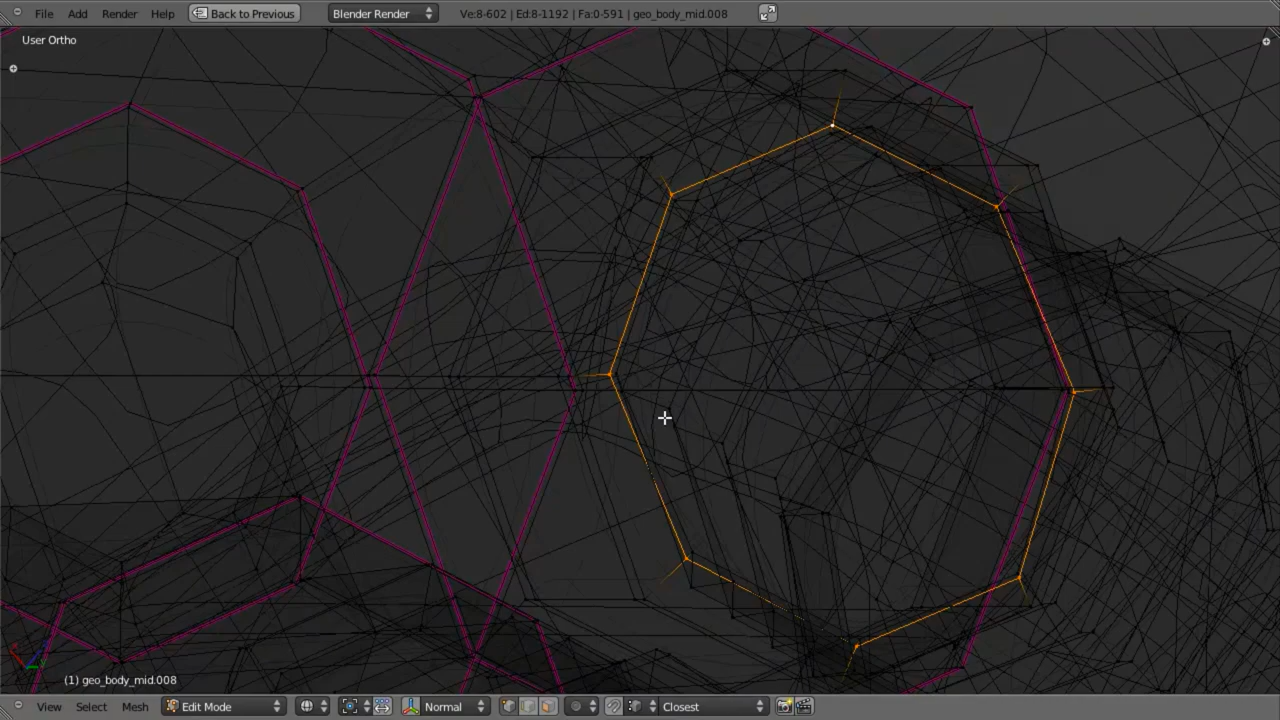 File Add Render Help Back to Previous Blender Render Ve:8-602 | Ed:8-1192 | Fa:0-591 | geo_body_mid.008
User Ortho
(1) geo_body_mid.008
View Select Mesh Edit Mode Normal Closest